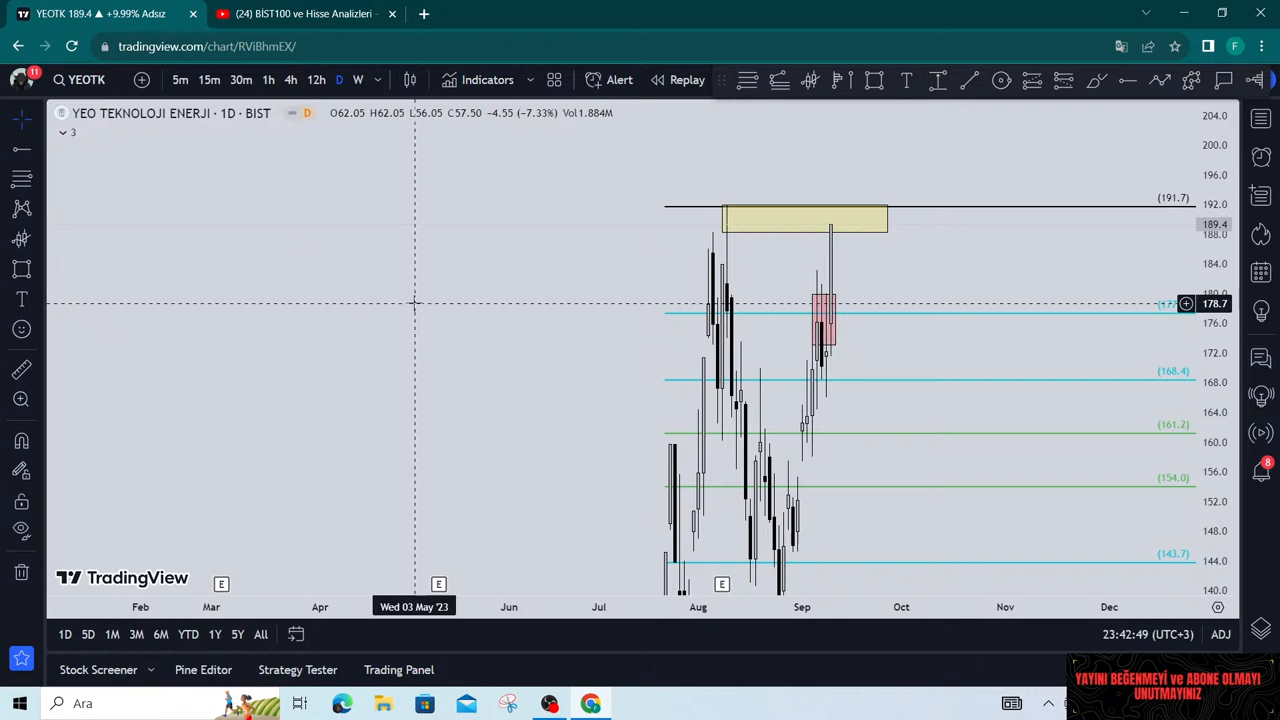 YEOTK 189.4 ▲ +9.99% Adsız
(24) BİST100 ve Hisse Analizleri -
tradingview.com/chart/RViBhmEX/
F
11
YEOTK
5m 15m 30m 1h 4h 12h D W
Indicators
Alert
Replay
YEO TEKNOLOJI ENERJI · 1D · BIST
D
O62.05 H62.05 L56.05 C57.50 -4.55 (-7.33%) Vol1.884M
3
204.0
200.0
196.0
(191.7)
192.0
189.4
188.0
184.0
178.7
176.0
172.0
(168.4)
168.0
164.0
(161.2)
160.0
156.0
(154.0)
152.0
148.0
(143.7)
144.0
140.0
8
TradingView
E
E
E
Feb Mar Apr Wed 03 May '23 Jun Jul Aug Sep Oct Nov Dec
1D 5D 1M 3M 6M YTD 1Y 5Y All
23:42:49 (UTC+3) ADJ
Stock Screener Pine Editor Strategy Tester Trading Panel
Ara
YAYINI BEĞENMEYİ ve ABONE OLMAYI
UNUTMAYINIZ